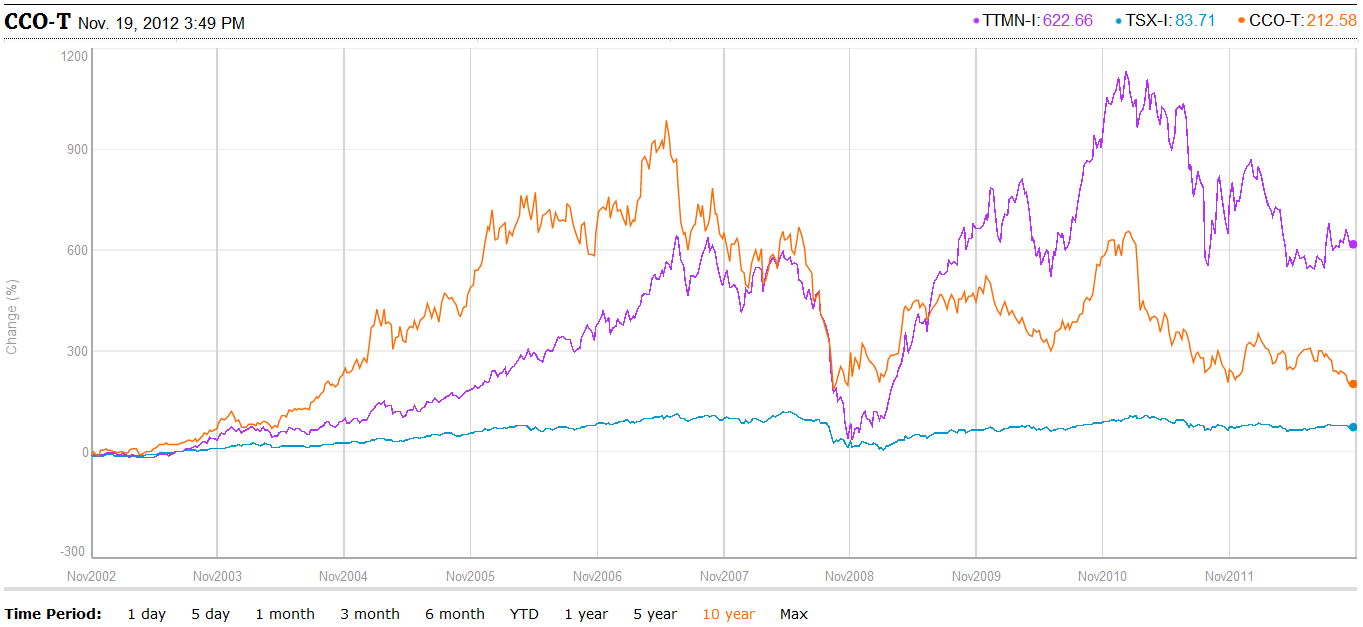 CCO-T Nov. 19, 2012 3:49 PM
TTMN-I: 622.66 TSX-I: 83.71 CCO-T: 212.58
1200
900
600
300
0
-300
Change (%)
Nov2002 Nov2003 Nov2004 Nov2005 Nov2006 Nov2007 Nov2008 Nov2009 Nov2010 Nov2011
Time Period: 1 day 5 day 1 month 3 month 6 month YTD 1 year 5 year 10 year Max